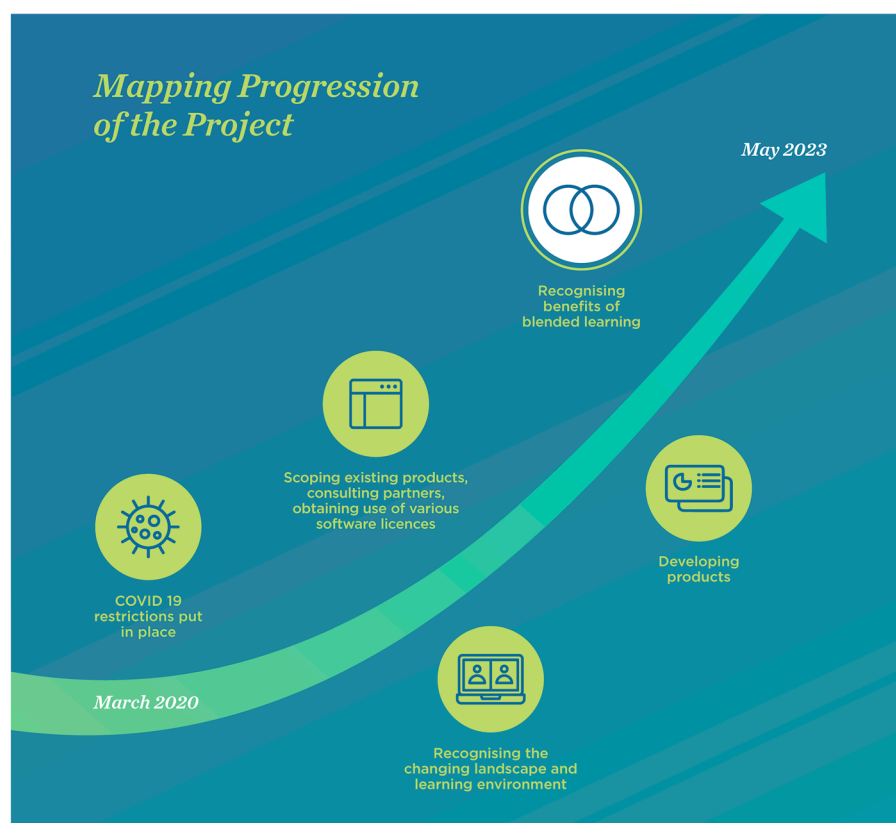 Mapping Progression
of the Project
May 2023
Recognising
benefits of
blended learning
Scoping existing products,
consulting partners,
obtaining use of various
software licences
Developing
products
COVID 19
restrictions put
in place
March 2020
Recognising the
changing landscape and
learning environment